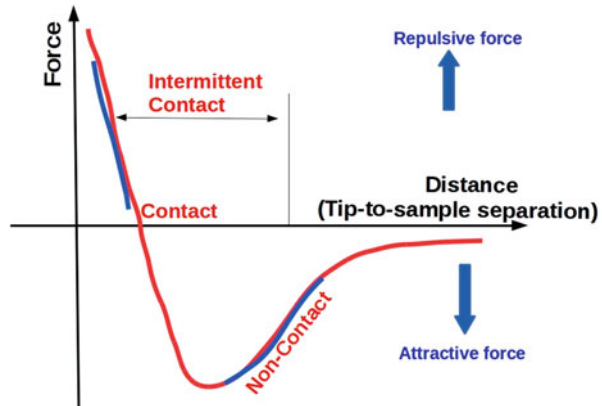 Force
Repulsive force
Intermittent
Contact
Distance
(Tip-to-sample separation)
Contact
Non-Contact
Attractive force